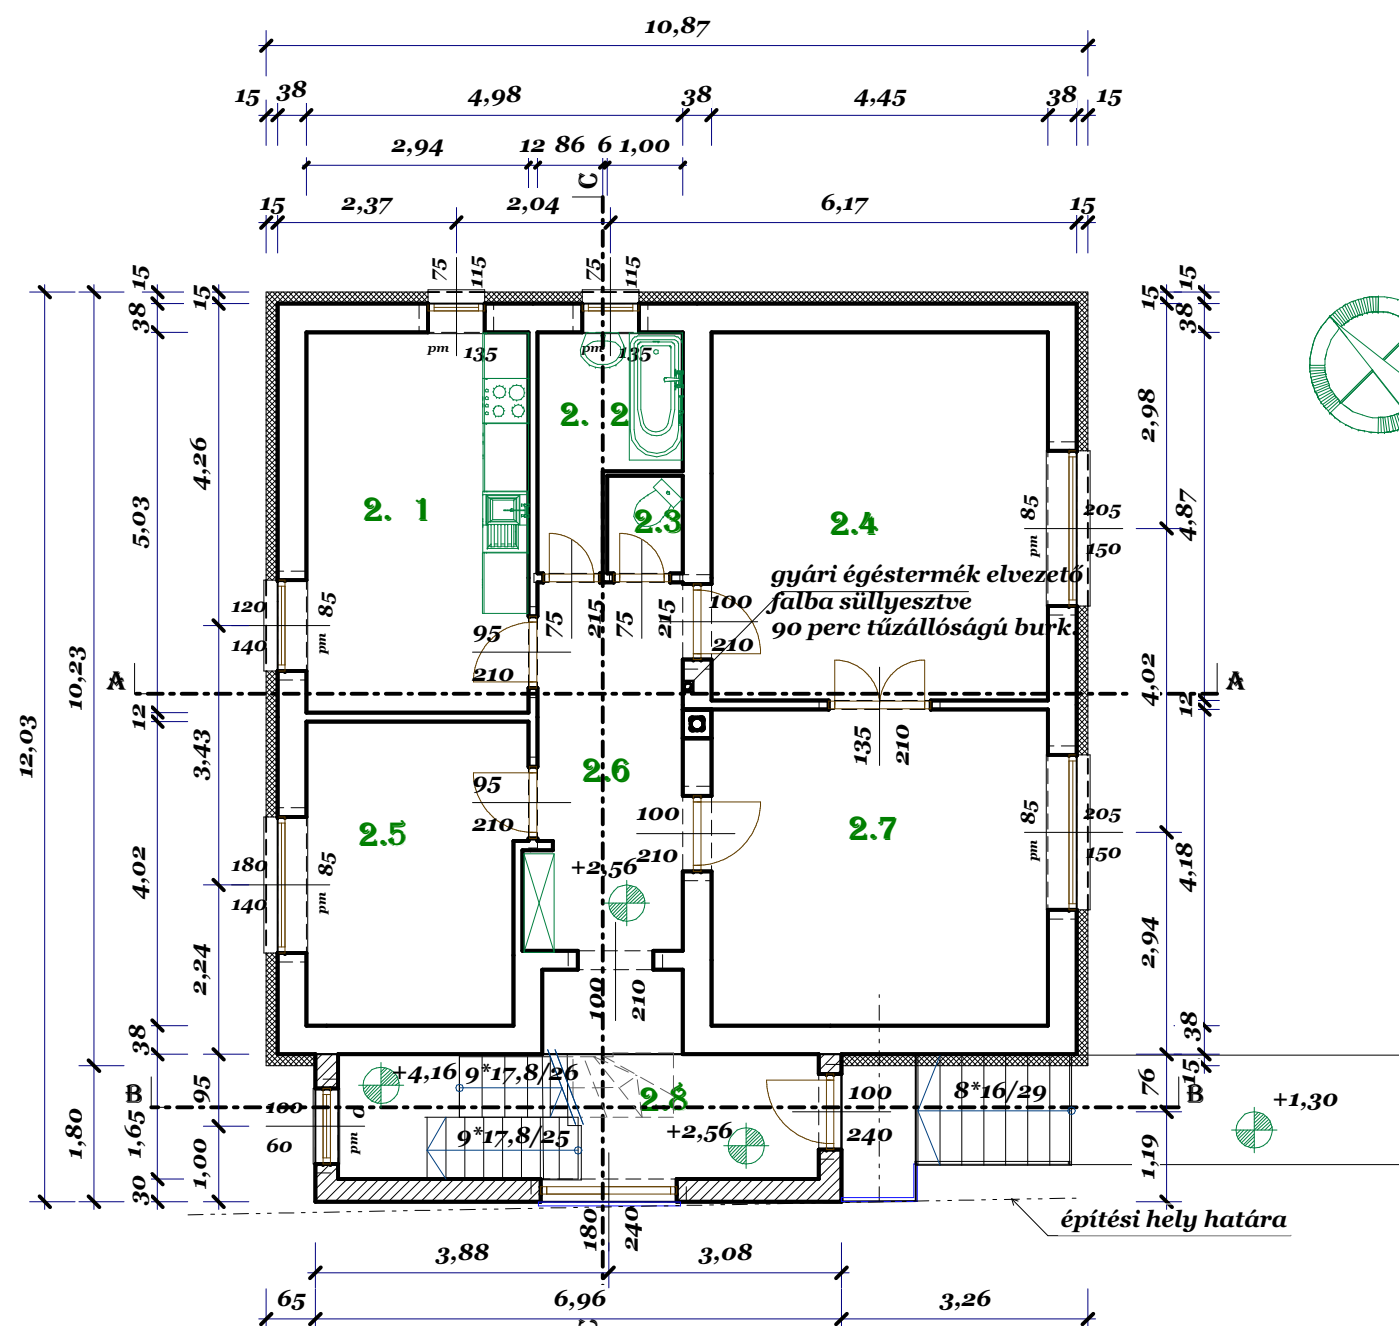 10,87
15 38 4,98 38 4,45 38 15
2,94 12 86 6 1,00
C
15 2,37 2,04 6,17 15
75 115 75 115
15 15 15 15
38 38
pm 135 pm 135
2,98
4,26
2. 1 2. 2
5,03
2.3 2.4
85 205
pm 150
4,87
gyári égéstermék elvezető
falba süllyesztve
90 perc tűzállóságú burk.
120 85
140 pm
75 215 75 215
100
210
95
210
A A
10,23
12,03
12 12
4,02
3,43
135 210
2.6
95
210
100
210
2.5 2.7
85 205
pm 150
180 85
140 pm
4,02
4,18
+2,56
2,24 2,94
100 210
38 38
+4,16 9*17,8/26
2.8
8*16/29
15
95 76
B B
100 0
60 pm
9*17,8/25
+2,56
100
240
+1,30
1,80 1,65 1,00 1,19
30
180 240
építési hely határa
3,88 3,08
65 6,96 3,26